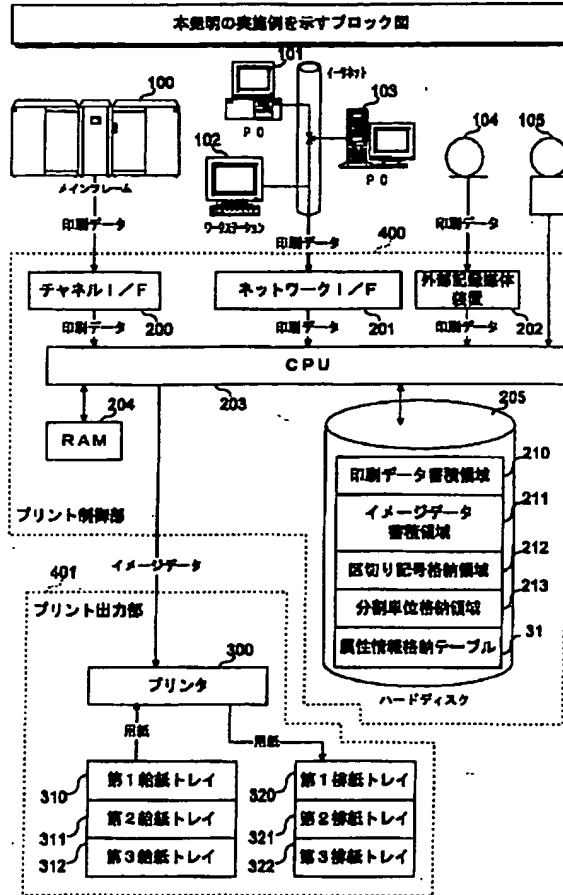 本発明の実施例を示すブロック図
100
101
イーサネット
103
104
105
PC
102
メインフレーム
ワークステーション
PC
印刷データ
印刷データ
印刷データ
400
チャネルI/F
ネットワークI/F
外部記録媒体
装置
印刷データ
200
印刷データ
201
印刷データ
202
CPU
203
204
RAM
205
210
印刷データ蓄積領域
211
イメージデータ
蓄積領域
212
区切り記号格納領域
213
分割単位格納領域
31
属性情報格納テーブル
ハードディスク
プリント制御部
イメージデータ
401
プリント出力部
300
プリンタ
用紙
用紙
310
第1給紙トレイ
311
第2給紙トレイ
312
第3給紙トレイ
320
第1排紙トレイ
321
第2排紙トレイ
322
第3排紙トレイ